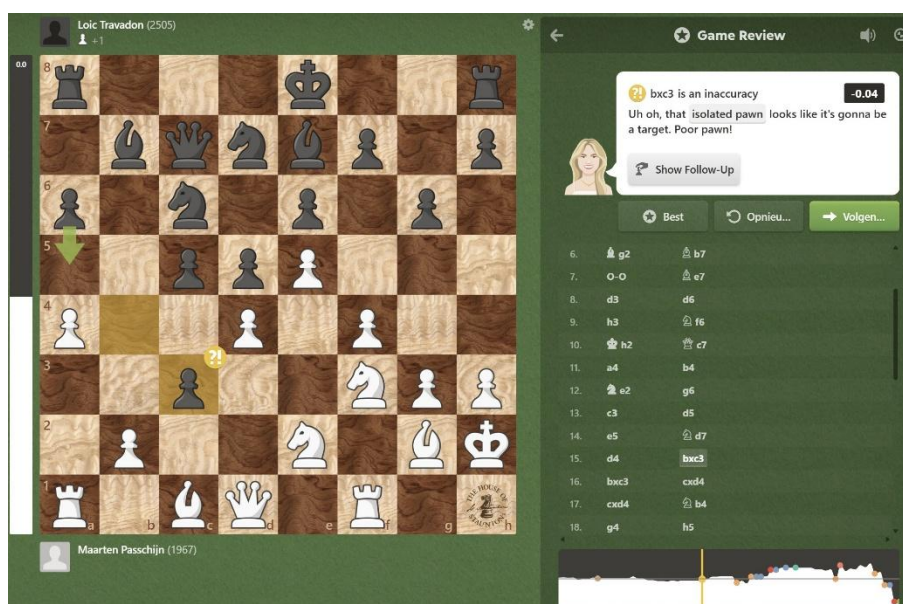 Loic Travadon (2505)
+1
0.0
8
7
6
5
4
3
2
1
a
b
c
d
e
f
g
h
?!
THE HOUSE OF
STAUNTON
Maarten Passchijn (1967)
Game Review
?! bxc3 is an inaccuracy -0.04
Uh oh, that isolated pawn looks like it's gonna be
a target. Poor pawn!
Show Follow-Up
Best Opnieu... Volgen...
6. g2 b7
7. O-O e7
8. d3 d6
9. h3 f6
10. h2 c7
11. a4 b4
12. e2 g6
13. c3 d5
14. e5 d7
15. d4 bxc3
16. bxc3 cxd4
17. cxd4 b4
18. g4 h5